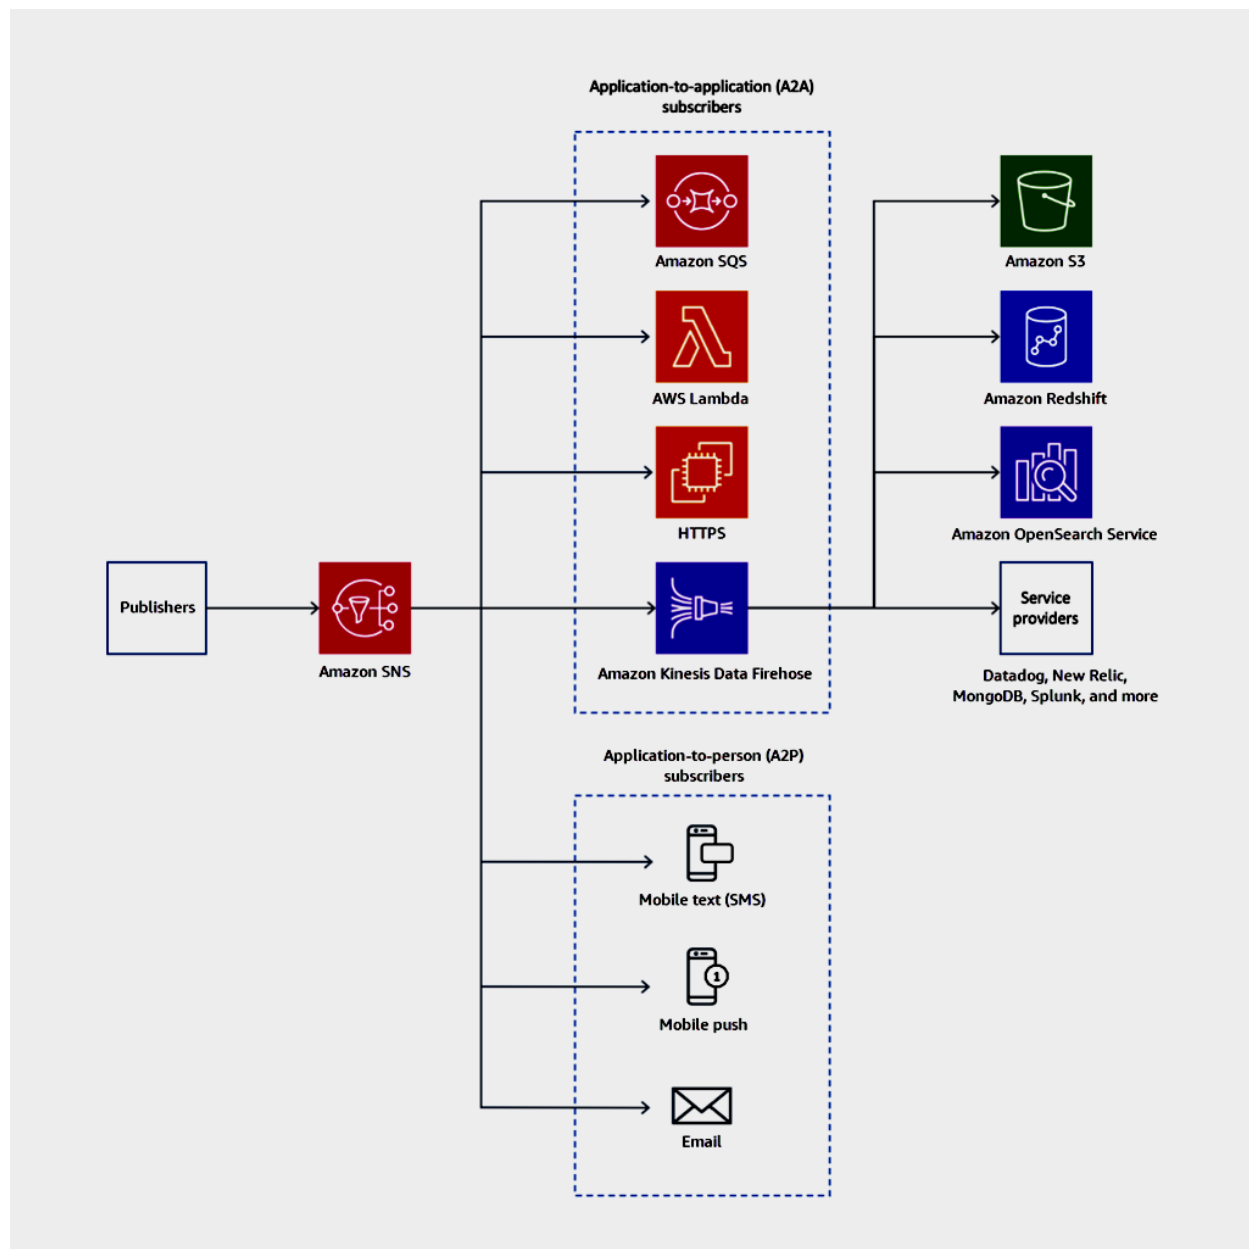 Application-to-application (A2A)
subscribers
Amazon SQS
Amazon S3
AWS Lambda
Amazon Redshift
HTTPS
Amazon OpenSearch Service
Publishers
Service
providers
Amazon SNS
Amazon Kinesis Data Firehose
Datadog, New Relic,
MongoDB, Splunk, and more
Application-to-person (A2P)
subscribers
Mobile text (SMS)
1
Mobile push
Email